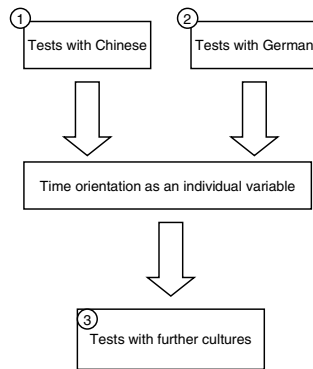 1
Tests with Chinese
2
Tests with German
Time orientation as an individual variable
3
Tests with further cultures